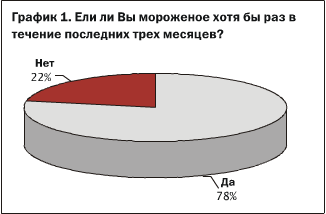 График 1. Ели ли Вы мороженое хотя бы раз в
течение последних трех месяцев?
Нет
22%
Да
78%